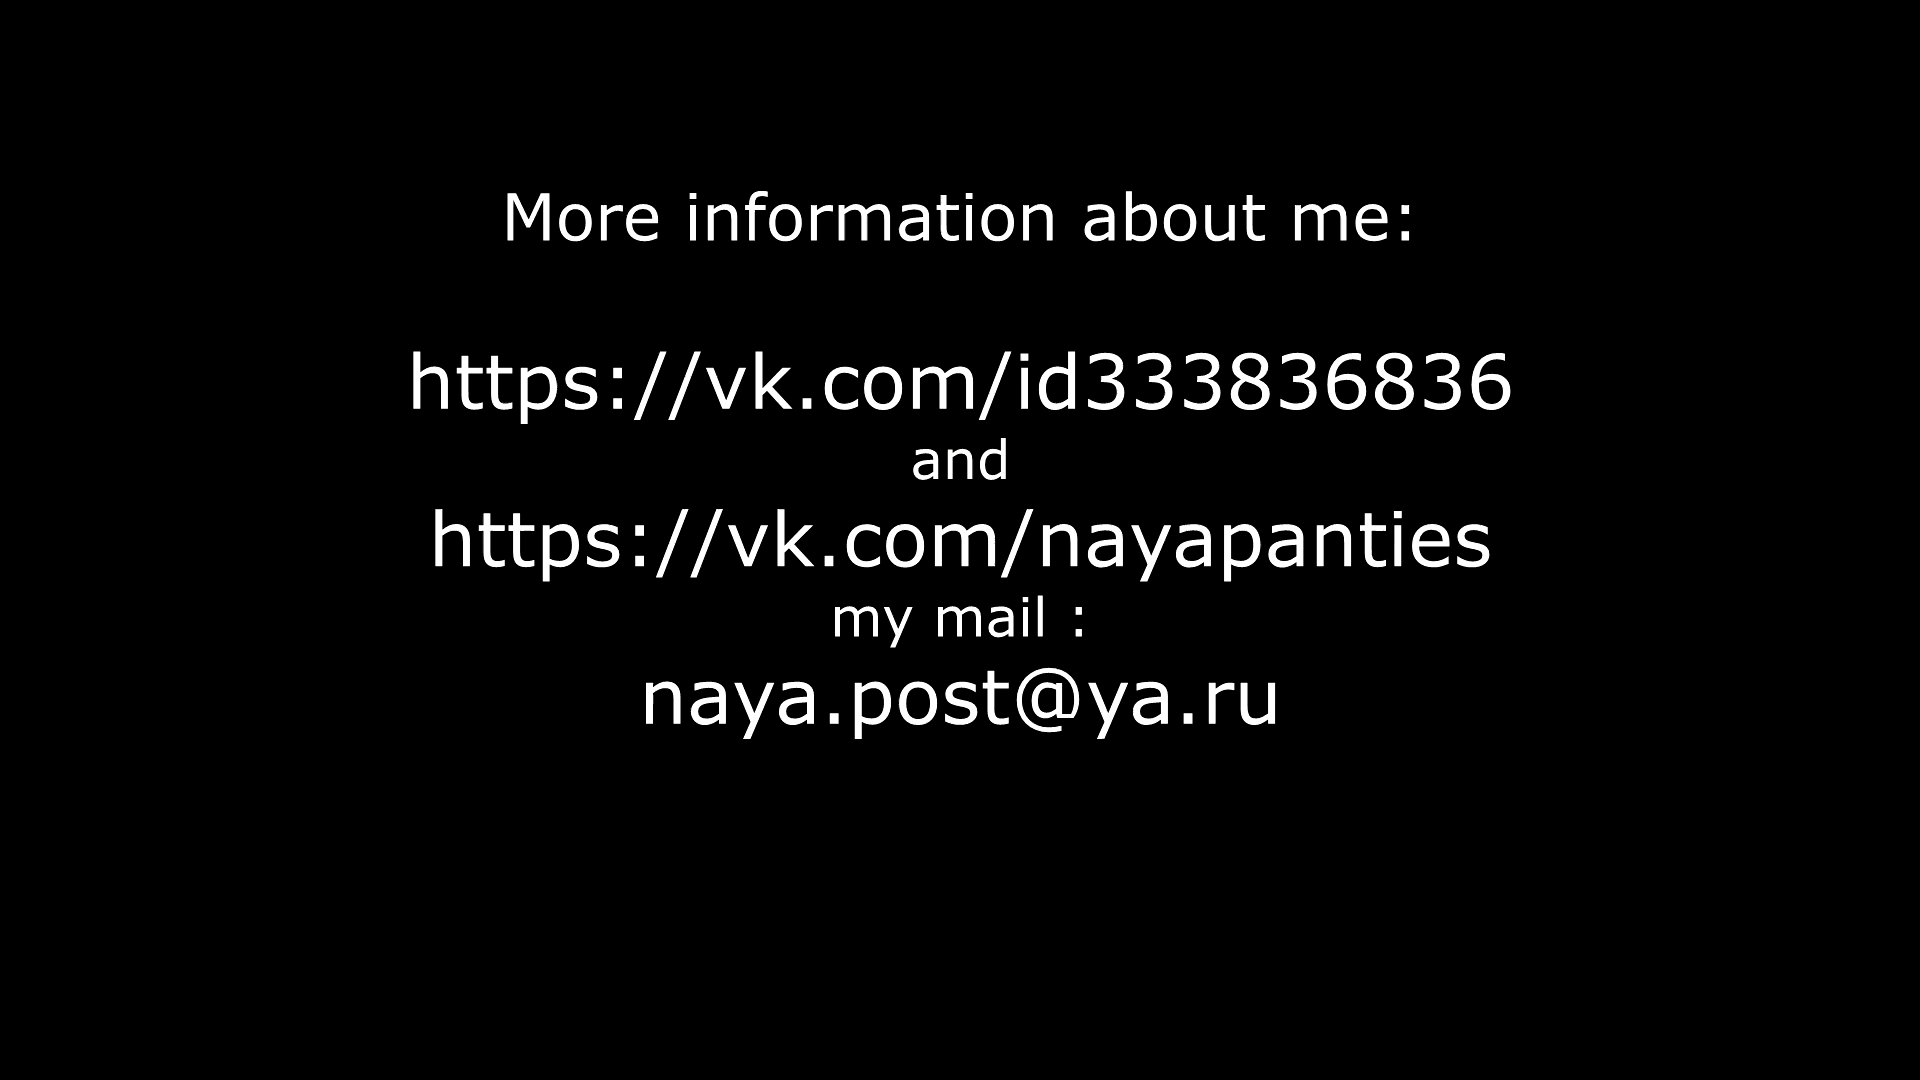 More information about me:
https://vk.com/id333836836
and
https://vk.com/nayapanties
my mail :
naya.post@ya.ru